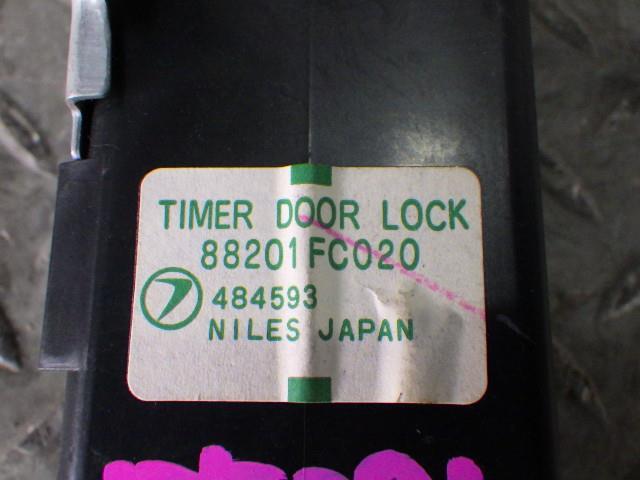 TIMER DOOR LOCK
88201FC020
484593
NILES JAPAN